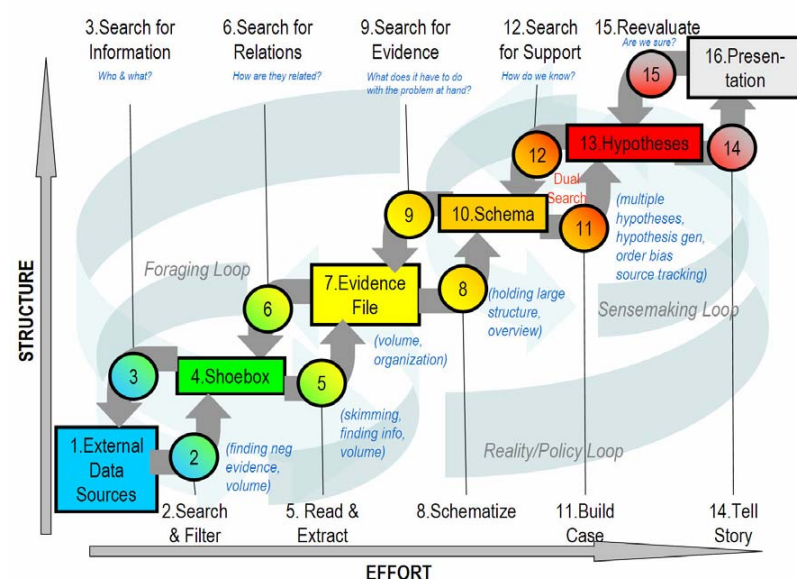 3.Search for
Information
Who & what?
6.Search for
Relations
How are they related?
9.Search for
Evidence
What does it have to do
with the problem at hand?
12.Search
for Support
How do we know?
15.Reevaluate
Are we sure?
16.Presen-
tation
15
13.Hypotheses
14
12
Dual
Search
11
(multiple
hypotheses,
hypothesis gen,
order bias
source tracking)
10.Schema
9
Foraging Loop
7.Evidence
File
8
(holding large
structure,
overview)
Sensemaking Loop
6
(volume,
organization)
4.Shoebox
3
5
(skimming,
finding info,
volume)
1.External
Data
Sources
2
(finding neg
evidence,
volume)
Reality/Policy Loop
2.Search
& Filter
5. Read &
Extract
8.Schematize
11.Build
Case
14.Tell
Story
STRUCTURE
EFFORT